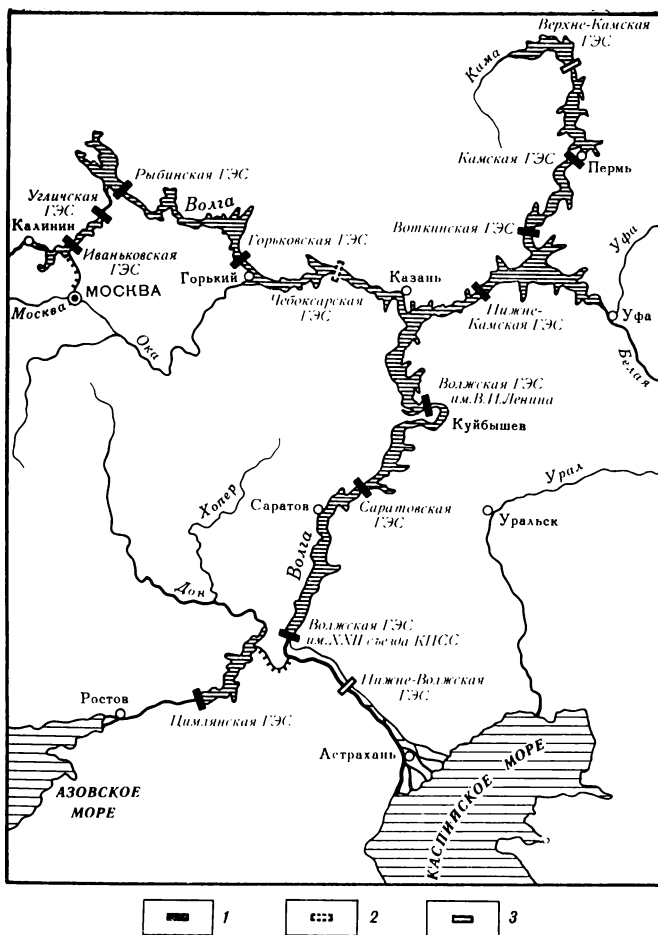 Верхне-Камская ГЭС
Кама
Камская ГЭС
Пермь
Рыбинская ГЭС
Угличская
ГЭС
Волга
Воткинская ГЭС
Калинин
Горьковская ГЭС
Уфа
Иваньковская
ГЭС
Казань
МОСКВА
Горький
Москва
Чебоксарская
ГЭС
Нижне-
Камская ГЭС
Уфа
Ока
Белая
Волжская ГЭС
им. В.И.Ленина
Куйбышев
Хопер
Урал
Саратов
Саратовская
ГЭС
Уральск
Волга
Дон
Волжская ГЭС
им. XXII съезда КПСС
Нижне-Волжская
ГЭС
Ростов
Цимлянская ГЭС
Астрахань
АЗОВСКОЕ
МОРЕ
КАСПИЙСКОЕ МОРЕ
1
2
3